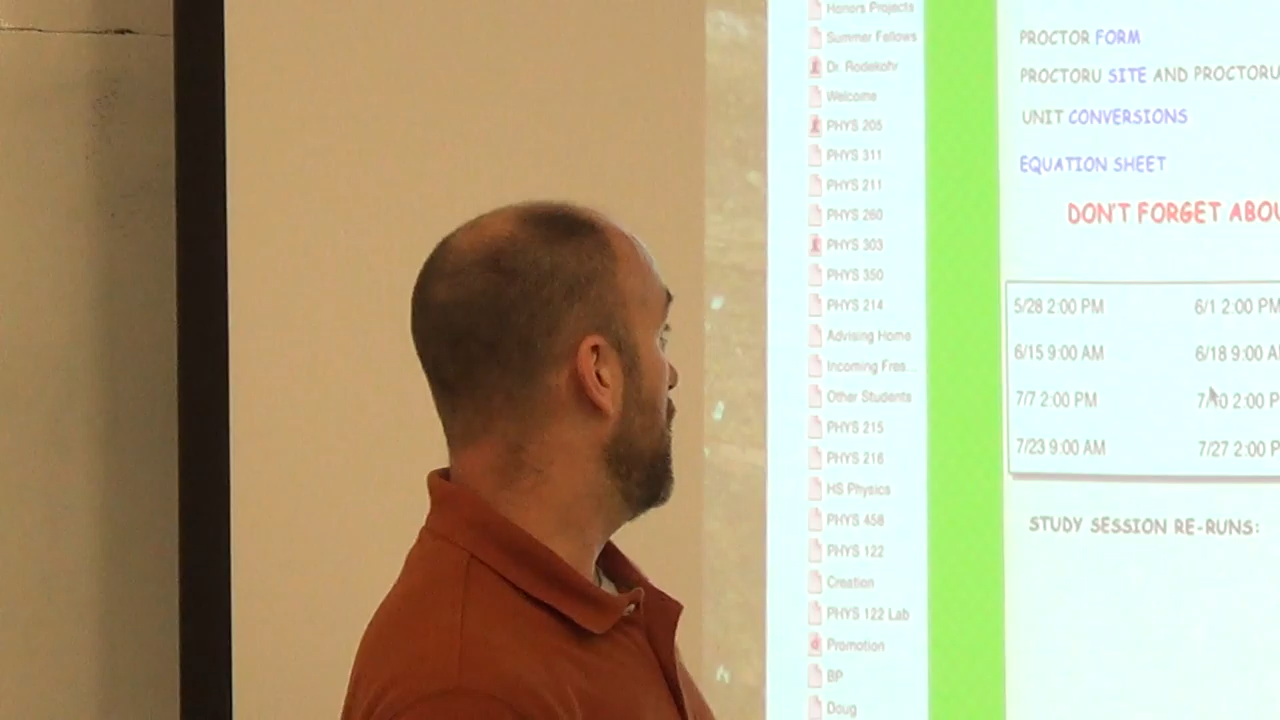 Honors Projects
Summer Fellows
Dr. Rodekohr
Welcome
PHYS 205
PHYS 311
PHYS 211
PHYS 260
PHYS 303
PHYS 350
PHYS 214
Advising Home
Incoming Fres...
Other Students
PHYS 215
PHYS 216
HS Physics
PHYS 458
PHYS 122
Creation
PHYS 122 Lab
Promotion
BP
Doug
PROCTOR FORM
PROCTORU SITE AND PROCTORU
UNIT CONVERSIONS
EQUATION SHEET
DON'T FORGET ABOU
5/28 2:00 PM 6/1 2:00 PM
6/15 9:00 AM 6/18 9:00 A
7/7 2:00 PM 7/10 2:00 P
7/23 9:00 AM 7/27 2:00 P
STUDY SESSION RE-RUNS: